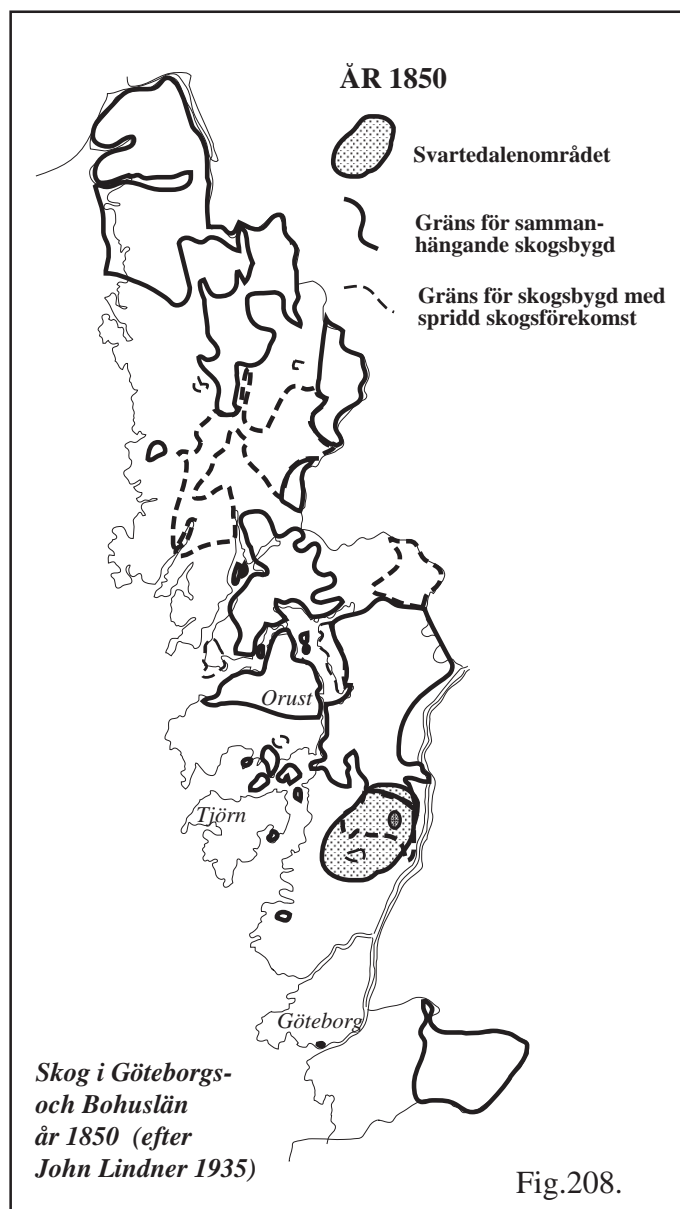 ÅR 1850
Svartedalenområdet
Gräns för samman-
hängande skogsbygd
Gräns för skogsbygd med
spridd skogsförekomst
Orust
Tjörn
Göteborg
Skog i Göteborgs-
och Bohuslän
år 1850 (efter
John Lindner 1935)
Fig.208.